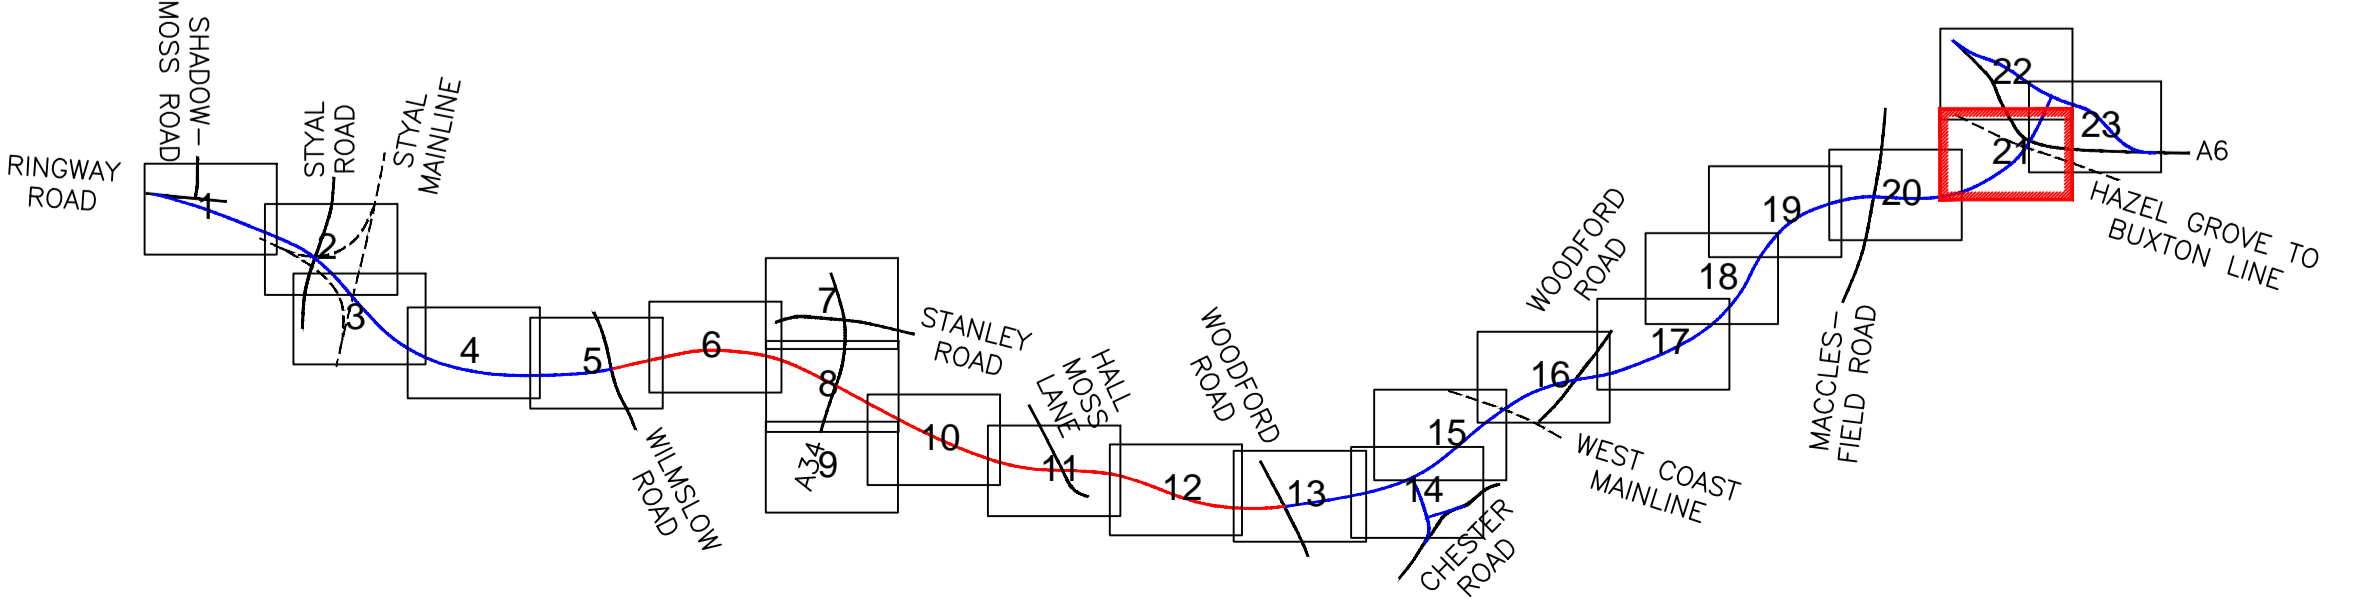 SHADOW-
MOSS ROAD
RINGWAY
ROAD
1
STYAL
ROAD
STYAL
MAINLINE
2
3
4
5
WILMSLOW
ROAD
6
7
STANLEY
ROAD
8
A34
9
10
HALL
MOSS
LANE
11
12
WOODFORD
ROAD
13
14
CHESTER
ROAD
15
WEST COAST
MAINLINE
16
WOODFORD
ROAD
17
18
19
20
MACCLES-
FIELD ROAD
21
22
23
A6
HAZEL GROVE TO
BUXTON LINE